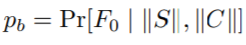 p_b = Pr[F_0 | ‖S‖, ‖C‖]